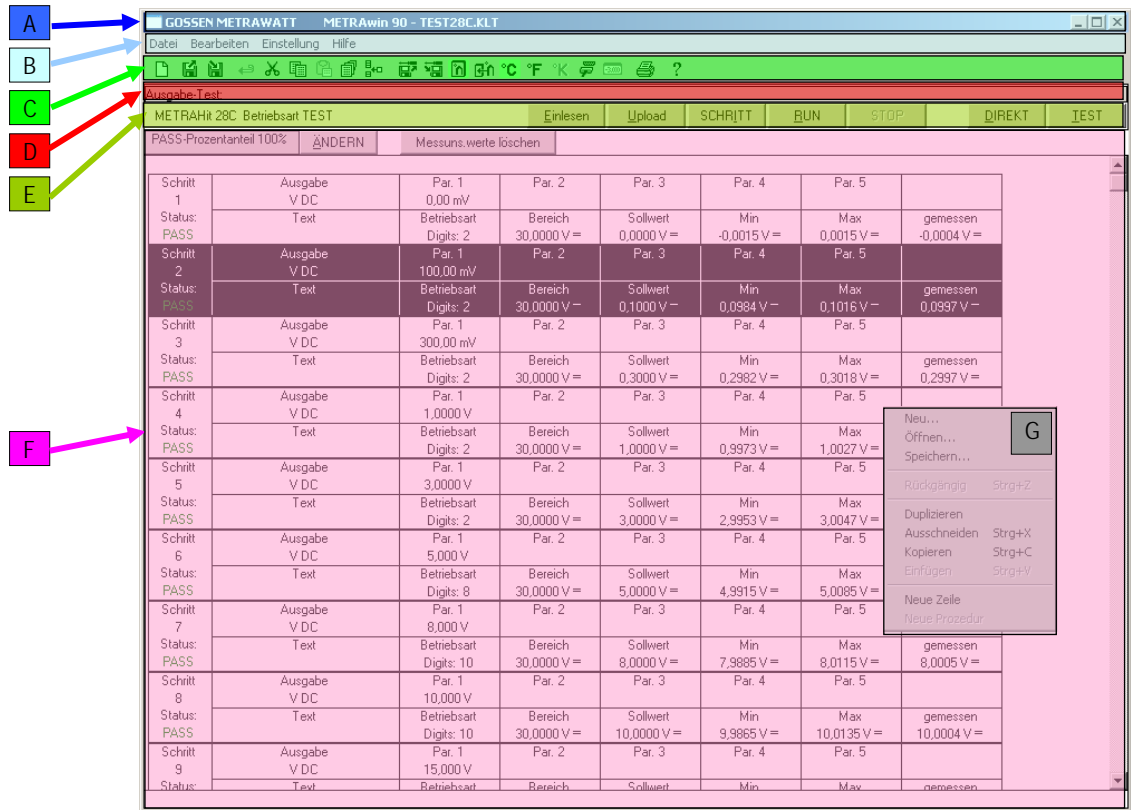 A
GOSSEN METRAWATT METRAwin 90 - TEST28C.KLT
B
Datei Bearbeiten Einstellung Hilfe
C
°C °F °K ?
D
Ausgabe-Test:
E
METRAHit 28C Betriebsart TEST Einlesen Upload SCHRITT RUN STOP DIREKT TEST
PASS-Prozentanteil 100% ÄNDERN Messuns.werte löschen
Schritt Ausgabe Par. 1 Par. 2 Par. 3 Par. 4 Par. 5
1 V DC 0,00 mV
Status: Text Betriebsart Bereich Sollwert Min Max gemessen
PASS Digits: 2 30,0000 V = 0,0000 V = -0,0015 V = 0,0015 V = -0,0004 V =
Schritt Ausgabe Par. 1 Par. 2 Par. 3 Par. 4 Par. 5
2 V DC 100,00 mV
Status: Text Betriebsart Bereich Sollwert Min Max gemessen
PASS Digits: 2 30,0000 V = 0,1000 V = 0,0984 V = 0,1016 V = 0,0997 V =
Schritt Ausgabe Par. 1 Par. 2 Par. 3 Par. 4 Par. 5
3 V DC 300,00 mV
Status: Text Betriebsart Bereich Sollwert Min Max gemessen
PASS Digits: 2 30,0000 V = 0,3000 V = 0,2982 V = 0,3018 V = 0,2997 V =
Schritt Ausgabe Par. 1 Par. 2 Par. 3 Par. 4 Par. 5
4 V DC 1,0000 V
Status: Text Betriebsart Bereich Sollwert Min Max
PASS Digits: 2 30,0000 V = 1,0000 V = 0,9973 V = 1,0027 V =
Schritt Ausgabe Par. 1 Par. 2 Par. 3 Par. 4 Par. 5
5 V DC 3,0000 V
Status: Text Betriebsart Bereich Sollwert Min Max
PASS Digits: 2 30,0000 V = 3,0000 V = 2,9953 V = 3,0047 V =
Schritt Ausgabe Par. 1 Par. 2 Par. 3 Par. 4 Par. 5
6 V DC 5,000 V
Status: Text Betriebsart Bereich Sollwert Min Max
PASS Digits: 8 30,0000 V = 5,0000 V = 4,9915 V = 5,0085 V =
Schritt Ausgabe Par. 1 Par. 2 Par. 3 Par. 4 Par. 5
7 V DC 8,000 V
Status: Text Betriebsart Bereich Sollwert Min Max gemessen
PASS Digits: 10 30,0000 V = 8,0000 V = 7,9885 V = 8,0115 V = 8,0005 V =
Schritt Ausgabe Par. 1 Par. 2 Par. 3 Par. 4 Par. 5
8 V DC 10,000 V
Status: Text Betriebsart Bereich Sollwert Min Max gemessen
PASS Digits: 10 30,0000 V = 10,0000 V = 9,9865 V = 10,0135 V = 10,0004 V =
Schritt Ausgabe Par. 1 Par. 2 Par. 3 Par. 4 Par. 5
9 V DC 15,000 V
Status: Text Betriebsart Bereich Sollwert Min Max gemessen
F
G
Neu...
Öffnen...
Speichern...
Rückgängig Strg+Z
Duplizieren
Ausschneiden Strg+X
Kopieren Strg+C
Einfügen Strg+V
Neue Zeile
Neue Prozedur